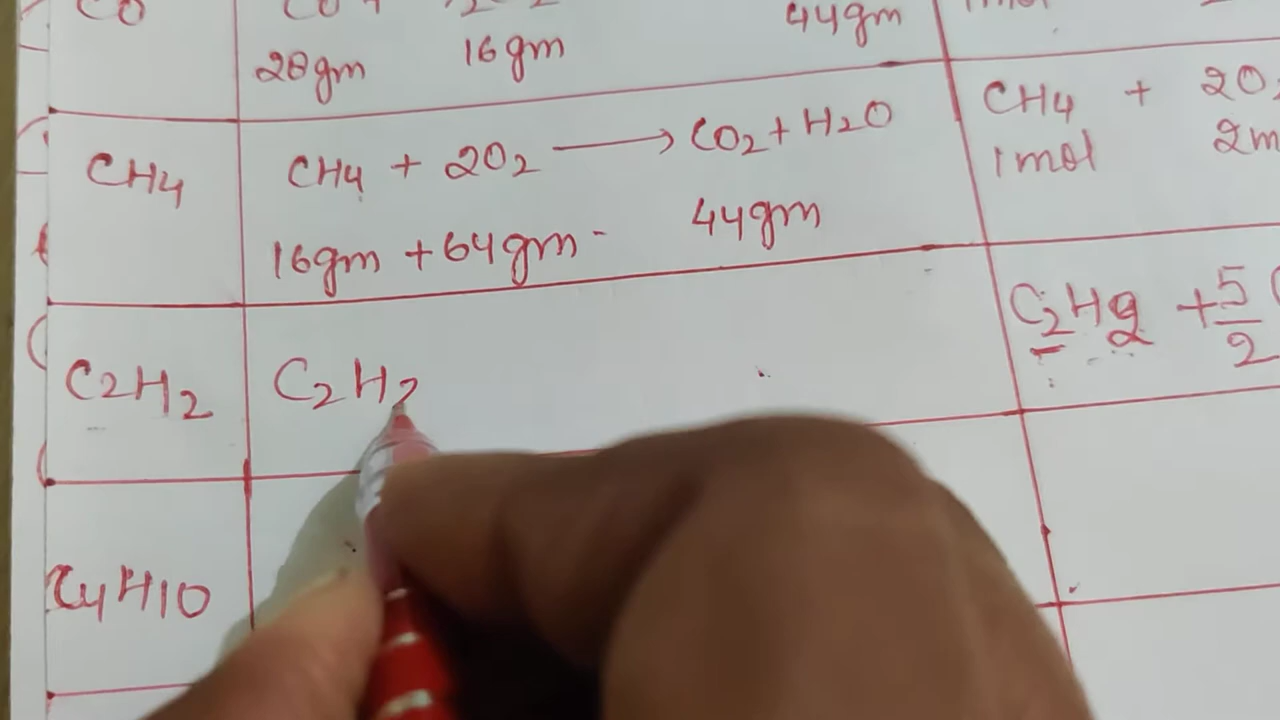 CO
44gm
28gm 16gm
CH4 CH4 + 2O2 → CO2 + H2O CH4 + 2O2
16gm + 64gm 44gm 1mol
C2H2 C2H2 C2H2 + 5/2
C4H10